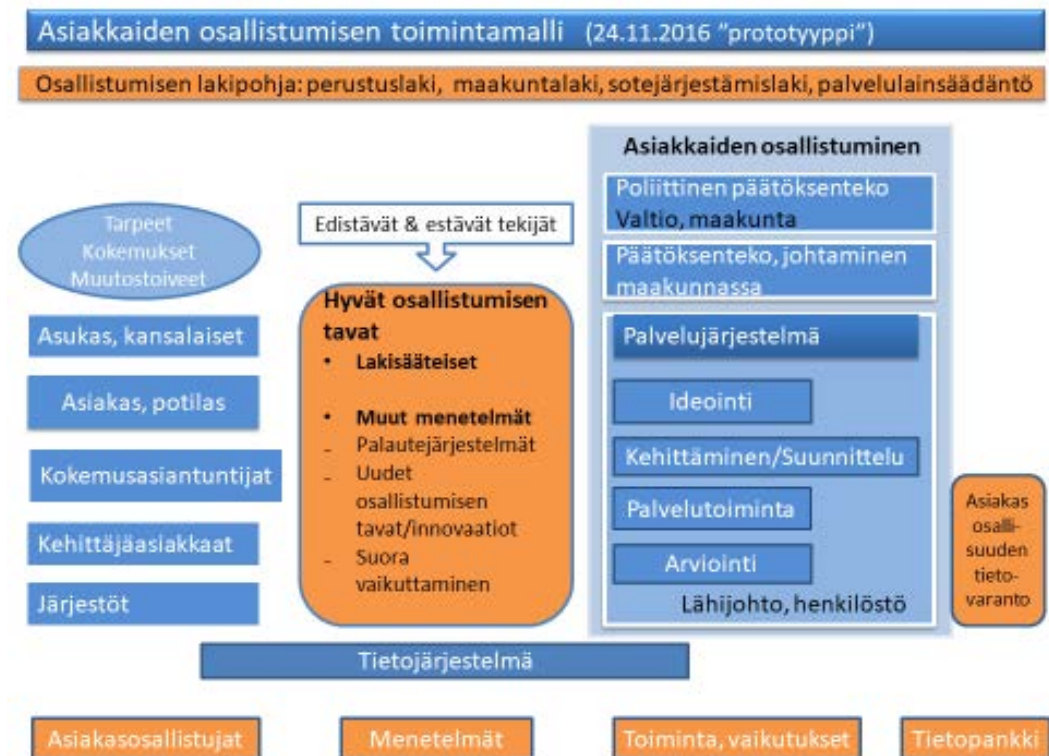 Asiakkaiden osallistumisen toimintamalli (24.11.2016 "prototyyppi")
Osallistumisen lakipohja: perustuslaki, maakuntalaki, sotejärjestämislaki, palvelulainsäädäntö
Tarpeet
Kokemukset
Muutostoiveet
Asukas, kansalaiset
Asiakas, potilas
Kokemusasiantuntijat
Kehittäjäasiakkaat
Järjestöt
Edistävät & estävät tekijät
Hyvät osallistumisen
tavat
• Lakisääteiset
• Muut menetelmät
- Palautejärjestelmät
- Uudet
osallistumisen
tavat/innovaatiot
- Suora
vaikuttaminen
Asiakkaiden osallistuminen
Poliittinen päätöksenteko
Valtio, maakunta
Päätöksenteko, johtaminen
maakunnassa
Palvelujärjestelmä
Ideointi
Kehittäminen/Suunnittelu
Palvelutoiminta
Arviointi
Lähijohto, henkilöstö
Asiakas
osalli-
suuden
tieto-
varanto
Tietojärjestelmä
Asiakasosallistujat
Menetelmät
Toiminta, vaikutukset
Tietopankki